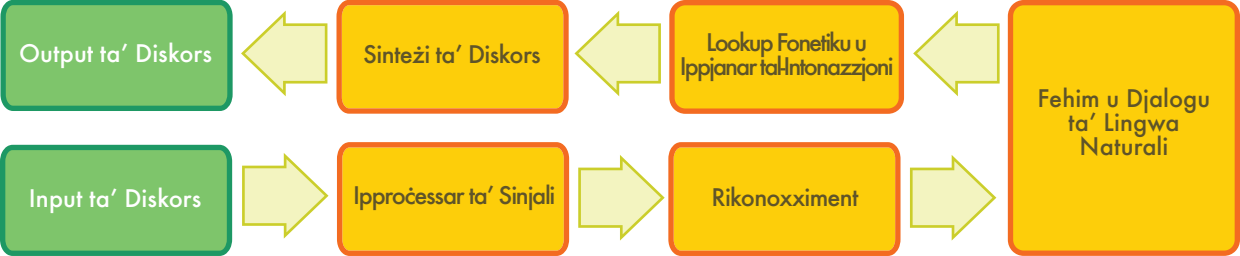 Output ta’ Diskors
Sinteżi ta’ Diskors
Lookup Fonetiku u
Ippjanar tal-Intonazzjoni
Fehim u Djalogu
ta’ Lingwa
Naturali
Input ta’ Diskors
Ipproċessar ta’ Sinjali
Rikonoxximent